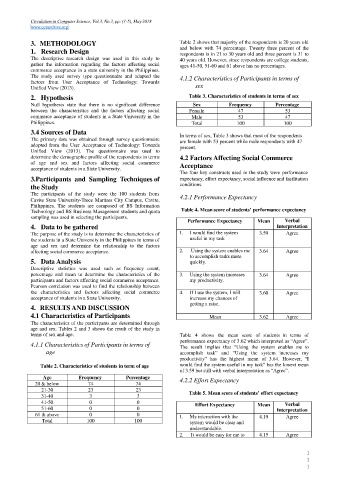 Circulation in Computer Science, Vol.3, No.5, pp: (1-5), May 2018
www.ccsarchive.org
3. METHODOLOGY
1. Research Design
The descriptive research design was used in this study to
gather the information regarding the factors affecting social
commerce acceptance in a state university in the Philippines.
The study used survey type questionnaire and adapted the
factors from User Acceptance of Technology: Towards
Unified View (2013).
2. Hypothesis
Null hypothesis state that there is no significant difference
between the characteristics and the factors affecting social
commerce acceptance of students in a State University in the
Philippines.
3.4 Sources of Data
The primary data was obtained through survey questionnaire
adopted from the User Acceptance of Technology: Towards
Unified View (2013). The questionnaire was used to
determine the demographic profile of the respondents in terms
of age and sex and factors affecting social commerce
acceptance of students in a State University.
3.Participants and Sampling Techniques of
the Study
The participants of the study were the 100 students from
Cavite State University-Trece Martires City Campus, Cavite,
Philippines. The students are composed of BS Information
Technology and BS Business Management students and quota
sampling was used in selecting the participants.
4. Data to be gathered
The purpose of the study is to determine the characteristics of
the students in a State University in the Philippines in terms of
age and sex and determine the relationship to the factors
affecting social commerce acceptance.
5. Data Analysis
Descriptive statistics was used such as frequency count,
percentage and mean to determine the characteristics of the
participants and factors affecting social commerce acceptance.
Pearson correlation was used to find the relationship between
the characteristics and factors affecting social commerce
acceptance of students in a State University.
4. RESULTS AND DISCUSSION
4.1 Characteristics of Participants
The characteristics of the participants are determined through
age and sex. Tables 2 and 3 shows the result of the study in
terms of sex and age.
4.1.1 Characteristics of Participants in terms of
age
Table 2. Characteristics of students in term of age
Age Frequency Percentage
20 & below 74 74
21-30 23 23
31-40 3 3
41-50 0 0
51-60 0 0
61 & above 0 0
Total 100 100
Table 2 shows that majority of the respondents is 20 years old
and below with 74 percentage. Twenty three percent of the
respondents is in 21 to 30 years old and three percent is 31 to
40 years old. However, since respondents are college students,
ages 41-50, 51-60 and 61 above has no percentages.
4.1.2 Characteristics of Participants in terms of
sex
Table 3. Characteristics of students in terms of sex
Sex Frequency Percentage
Female 47 53
Male 53 47
Total 100 100
In terms of sex, Table 3 shows that most of the respondents
are female with 53 percent while male respondents with 47
percent.
4.2 Factors Affecting Social Commerce
Acceptance
The four key constructs used in the study were performance
expectancy, effort expectancy, social influence and facilitation
conditions.
4.2.1 Performance Expectancy
Table 4. Mean score of students' performance expectancy
Performance Expectancy Mean Verbal
Interpretation
1. I would find the system 3.59 Agree
useful in my task.
2. Using the system enables me 3.64 Agree
to accomplish tasks more
quickly.
3. Using the system increases 3.64 Agree
my productivity.
4. If I use the system, I will 3.60 Agree
increase my chances of
getting a raise.
Mean 3.62 Agree
Table 4 shows the mean score of students in terms of
performance expectancy of 3.62 which interpreted as "Agree".
The result implies that "Using the system enables me to
accomplish task" and "Using the system increases my
productivity" has the highest mean of 3.64. However, "I
would find the system useful in my task" has the lowest mean
of 3.59 but still with verbal interpretation as "Agree".
4.2.2 Effort Expectancy
Table 5. Mean score of students' effort expectancy
Effort Expectancy Mean Verbal
Interpretation
1. My interaction with the 4.19 Agree
system would be clear and
understandable.
2. It would be easy for me to 4.15 Agree